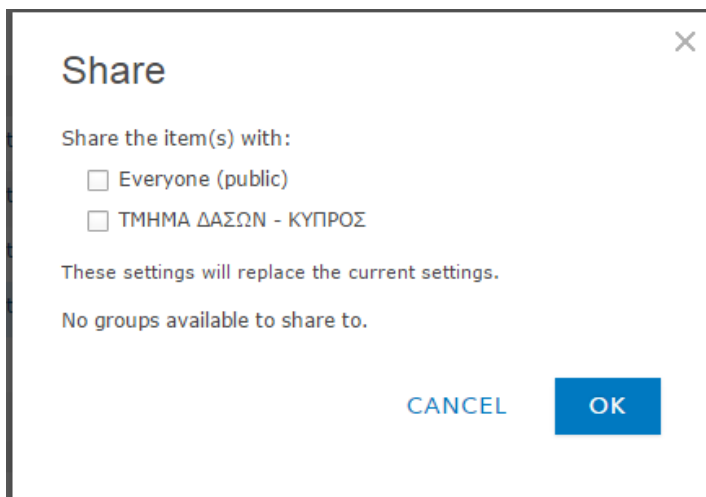 Share
Share the item(s) with:
Everyone (public)
ΤΜΗΜΑ ΔΑΣΩΝ - ΚΥΠΡΟΣ
These settings will replace the current settings.
No groups available to share to.
CANCEL OK